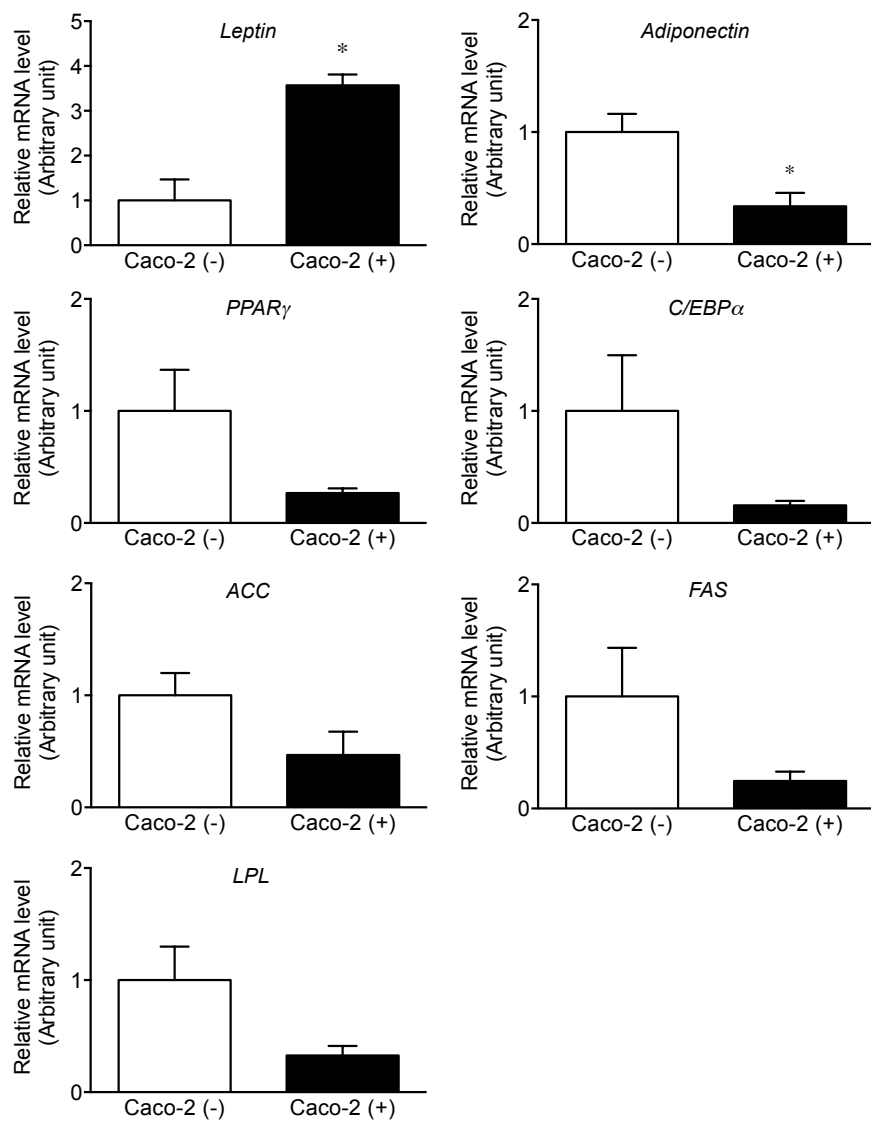 Leptin
*
Relative mRNA level
(Arbitrary unit)
5
4
3
2
1
0
Caco-2 (-)
Caco-2 (+)
Adiponectin
*
Relative mRNA level
(Arbitrary unit)
2
1
0
Caco-2 (-)
Caco-2 (+)
PPARγ
Relative mRNA level
(Arbitrary unit)
2
1
0
Caco-2 (-)
Caco-2 (+)
C/EBPα
Relative mRNA level
(Arbitrary unit)
2
1
0
Caco-2 (-)
Caco-2 (+)
ACC
Relative mRNA level
(Arbitrary unit)
2
1
0
Caco-2 (-)
Caco-2 (+)
FAS
Relative mRNA level
(Arbitrary unit)
2
1
0
Caco-2 (-)
Caco-2 (+)
LPL
Relative mRNA level
(Arbitrary unit)
2
1
0
Caco-2 (-)
Caco-2 (+)